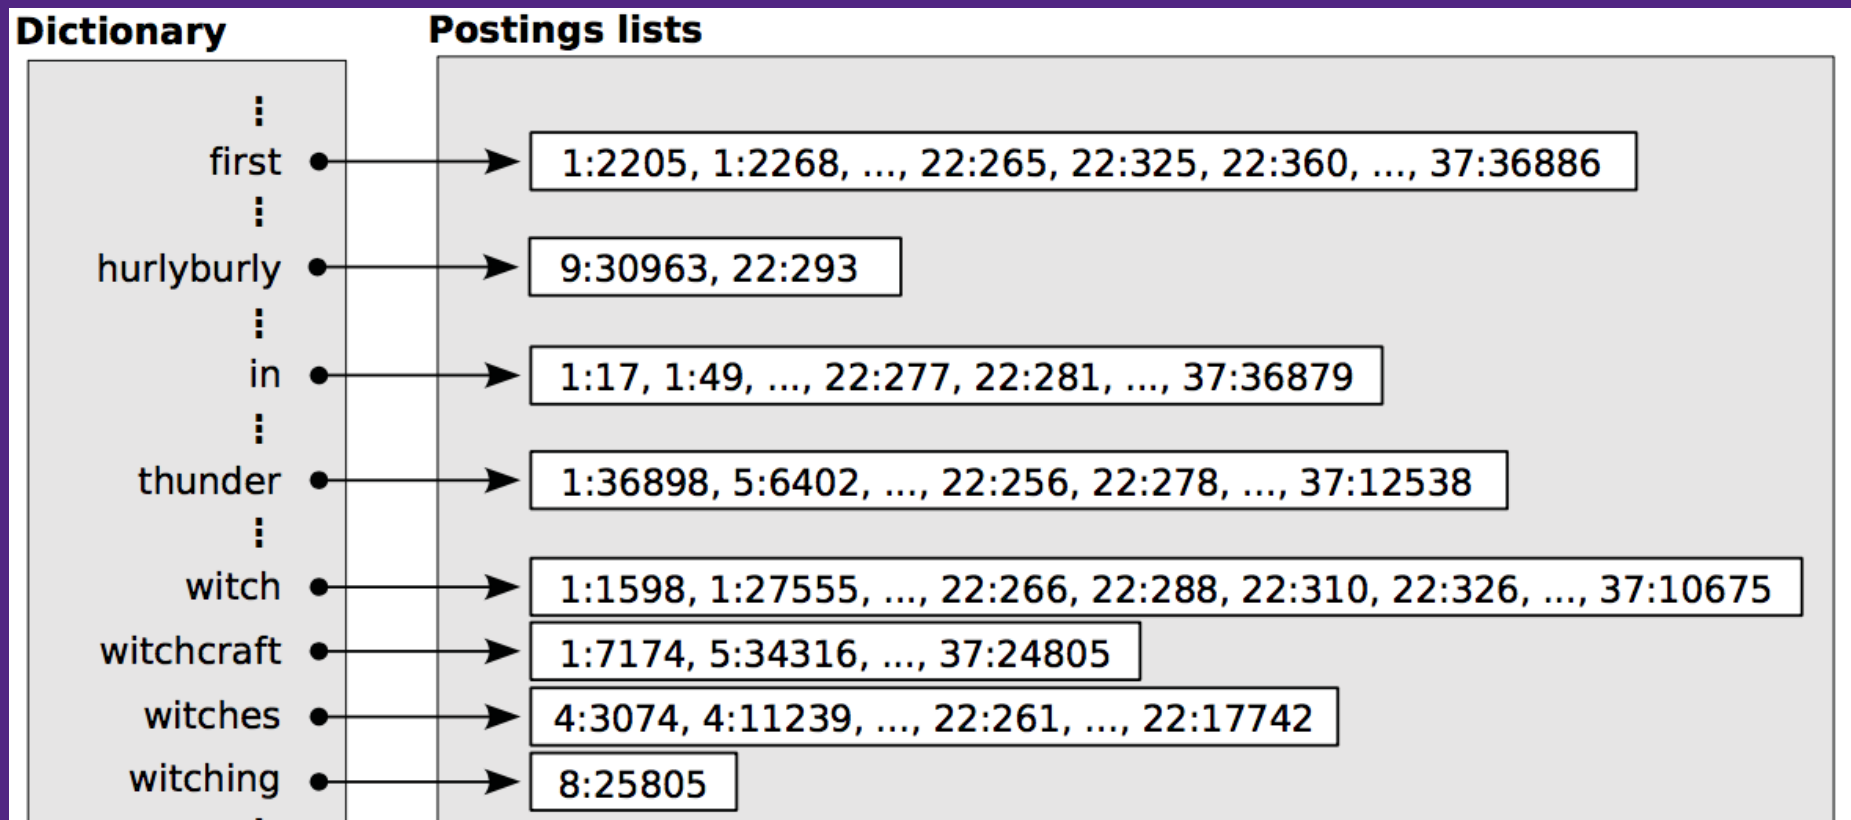 Dictionary Postings lists
⋮
first 1:2205, 1:2268, ..., 22:265, 22:325, 22:360, ..., 37:36886
⋮
hurlyburly 9:30963, 22:293
⋮
in 1:17, 1:49, ..., 22:277, 22:281, ..., 37:36879
⋮
thunder 1:36898, 5:6402, ..., 22:256, 22:278, ..., 37:12538
⋮
witch 1:1598, 1:27555, ..., 22:266, 22:288, 22:310, 22:326, ..., 37:10675
witchcraft 1:7174, 5:34316, ..., 37:24805
witches 4:3074, 4:11239, ..., 22:261, ..., 22:17742
witching 8:25805